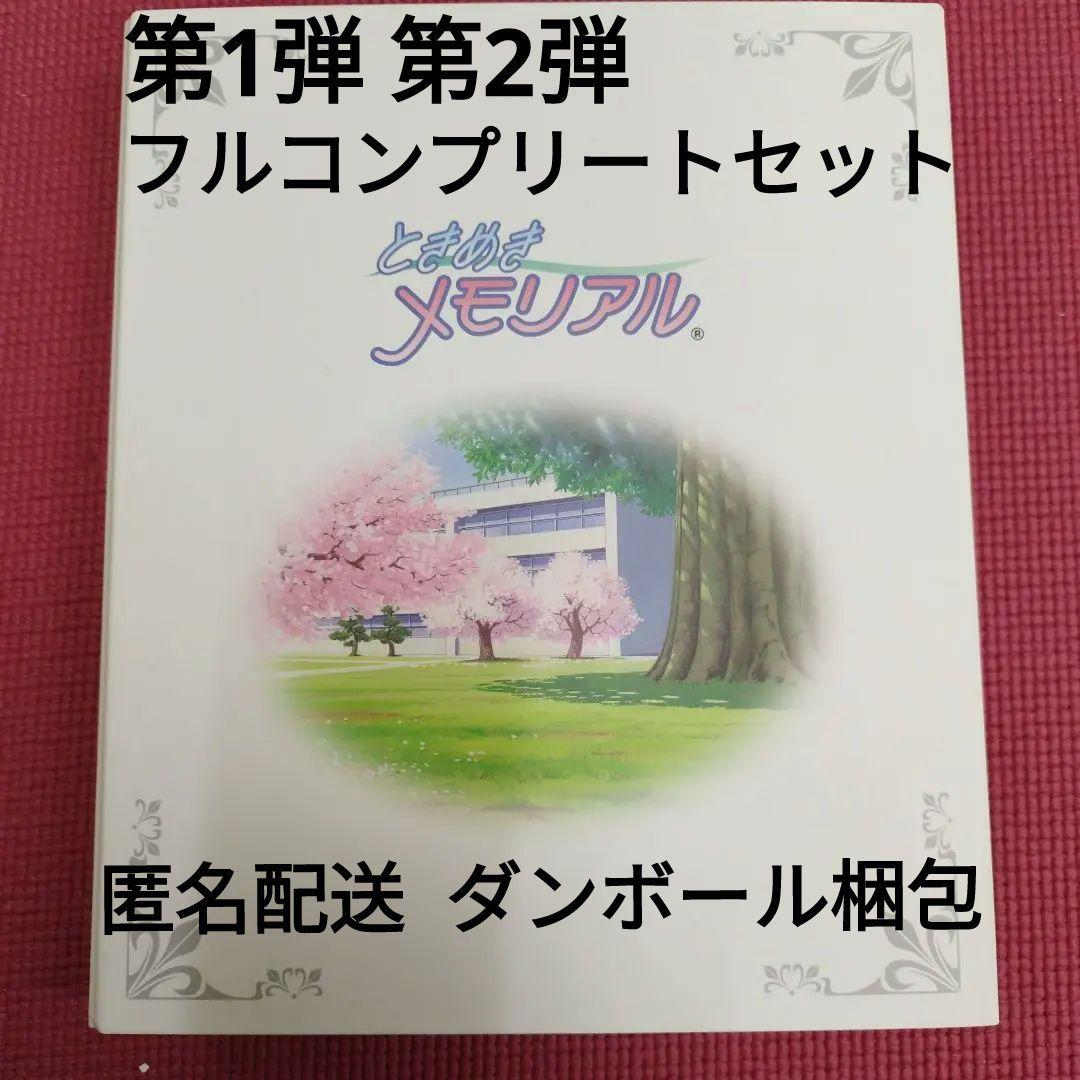 第1弾 第2弾
フルコンプリートセット
ときめき
メモリアル®
匿名配送 ダンボール梱包